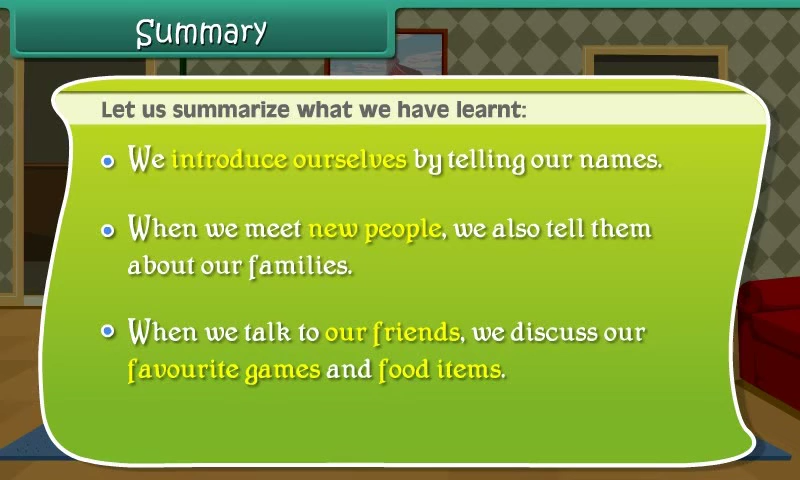 Summary
Let us summarize what we have learnt:
We introduce ourselves by telling our names.
When we meet new people, we also tell them
about our families.
When we talk to our friends, we discuss our
favourite games and food items.